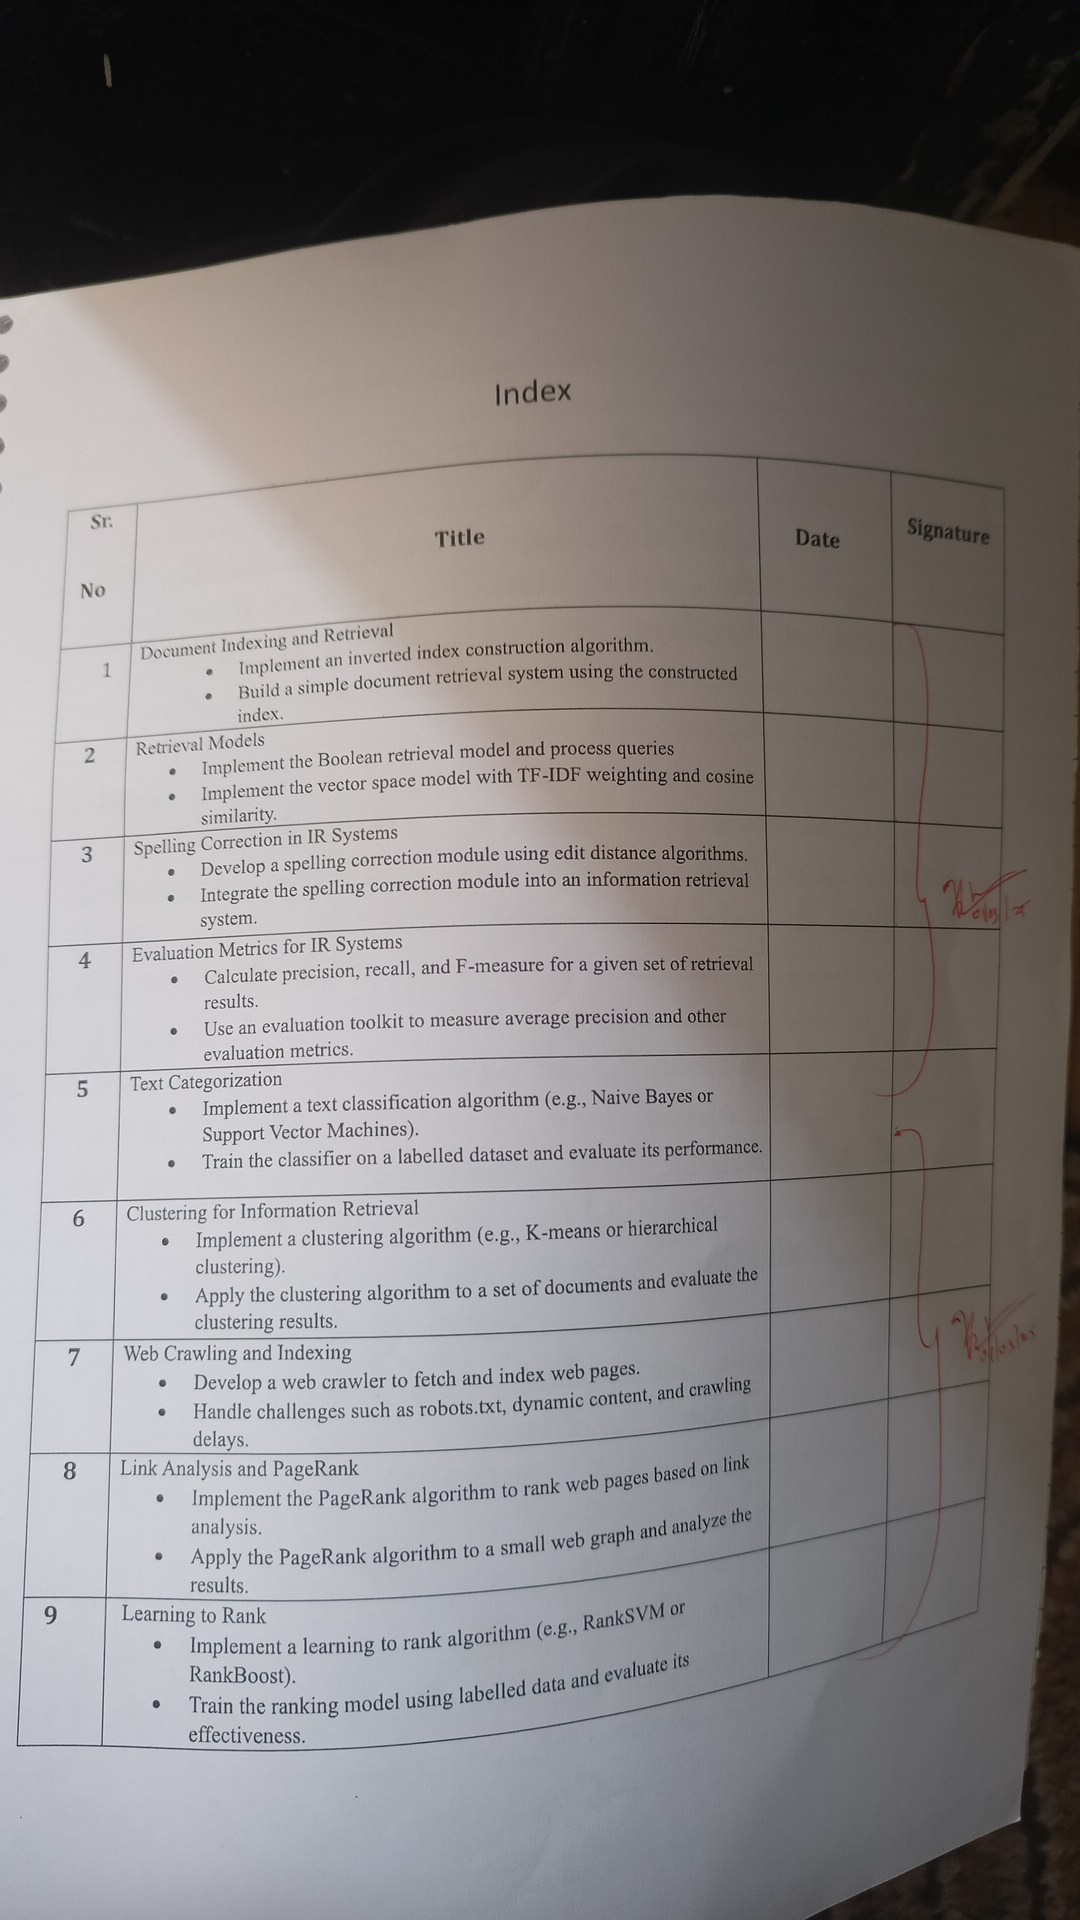 Index
Sr.
No
Title
Date
Signature
1
Document Indexing and Retrieval
• Implement an inverted index construction algorithm.
• Build a simple document retrieval system using the constructed
index.
2
Retrieval Models
• Implement the Boolean retrieval model and process queries
• Implement the vector space model with TF-IDF weighting and cosine
similarity.
3
Spelling Correction in IR Systems
• Develop a spelling correction module using edit distance algorithms.
• Integrate the spelling correction module into an information retrieval
system.
4
Evaluation Metrics for IR Systems
• Calculate precision, recall, and F-measure for a given set of retrieval
results.
• Use an evaluation toolkit to measure average precision and other
evaluation metrics.
5
Text Categorization
• Implement a text classification algorithm (e.g., Naive Bayes or
Support Vector Machines).
• Train the classifier on a labelled dataset and evaluate its performance.
6
Clustering for Information Retrieval
• Implement a clustering algorithm (e.g., K-means or hierarchical
clustering).
• Apply the clustering algorithm to a set of documents and evaluate the
clustering results.
7
Web Crawling and Indexing
• Develop a web crawler to fetch and index web pages.
• Handle challenges such as robots.txt, dynamic content, and crawling
delays.
8
Link Analysis and PageRank
• Implement the PageRank algorithm to rank web pages based on link
analysis.
• Apply the PageRank algorithm to a small web graph and analyze the
results.
9
Learning to Rank
• Implement a learning to rank algorithm (e.g., RankSVM or
RankBoost).
• Train the ranking model using labelled data and evaluate its
effectiveness.